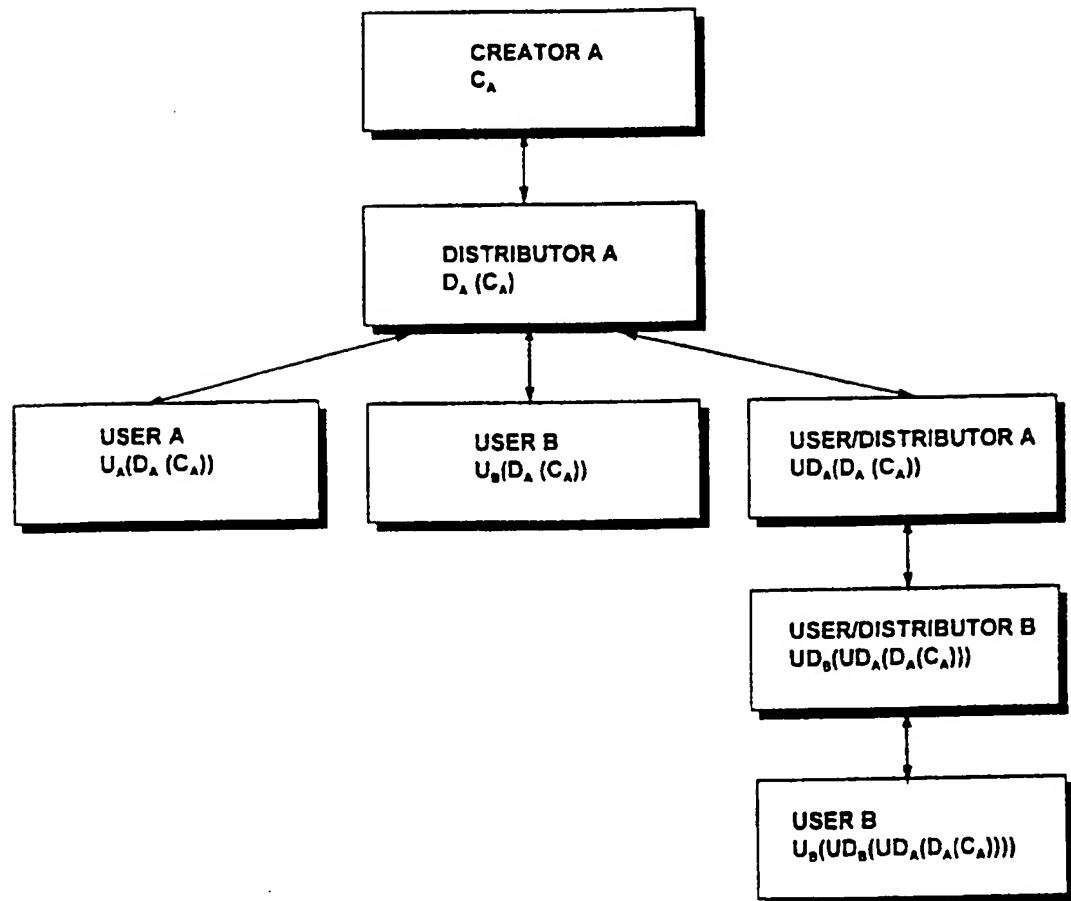 CREATOR A
C_A
DISTRIBUTOR A
D_A (C_A)
USER A
U_A(D_A (C_A))
USER B
U_B(D_A (C_A))
USER/DISTRIBUTOR A
UD_A(D_A (C_A))
USER/DISTRIBUTOR B
UD_B(UD_A(D_A(C_A)))
USER B
U_B(UD_B(UD_A(D_A(C_A))))